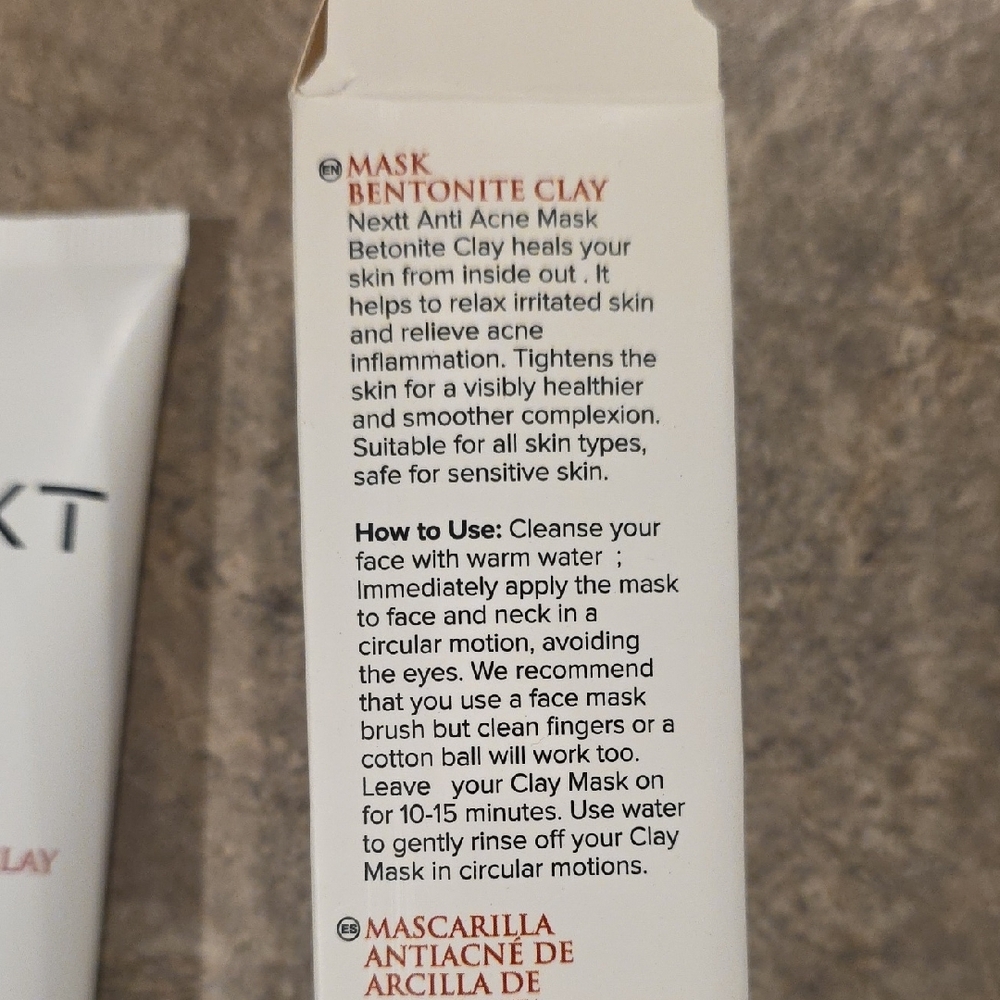 EN MASK
BENTONITE CLAY
Nextt Anti Acne Mask
Betonite Clay heals your
skin from inside out . It
helps to relax irritated skin
and relieve acne
inflammation. Tightens the
skin for a visibly healthier
and smoother complexion.
Suitable for all skin types,
safe for sensitive skin.
How to Use: Cleanse your
face with warm water ;
Immediately apply the mask
to face and neck in a
circular motion, avoiding
the eyes. We recommend
that you use a face mask
brush but clean fingers or a
cotton ball will work too.
Leave your Clay Mask on
for 10-15 minutes. Use water
to gently rinse off your Clay
Mask in circular motions.
ES MASCARILLA
ANTIACNÉ DE
ARCILLA DE
XT
LAY